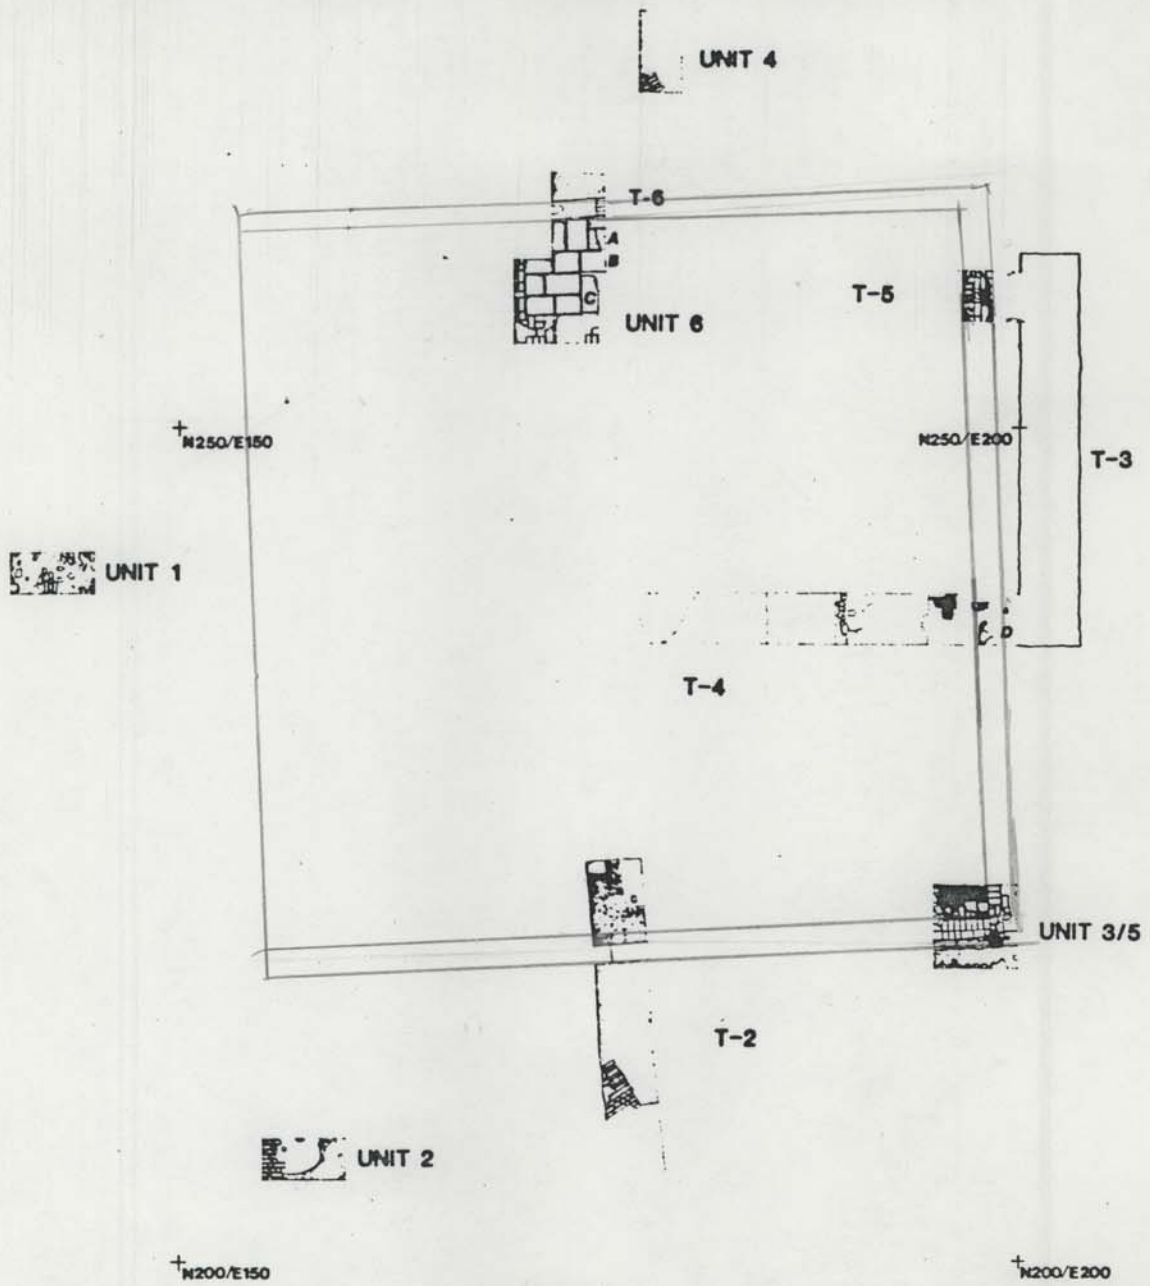 UNIT 4
T-6
A
B
T-5
C
UNIT 6
N250/E150
N250/E200
T-3
UNIT 1
D
T-4
UNIT 3/5
T-2
UNIT 2
N200/E150
N200/E200